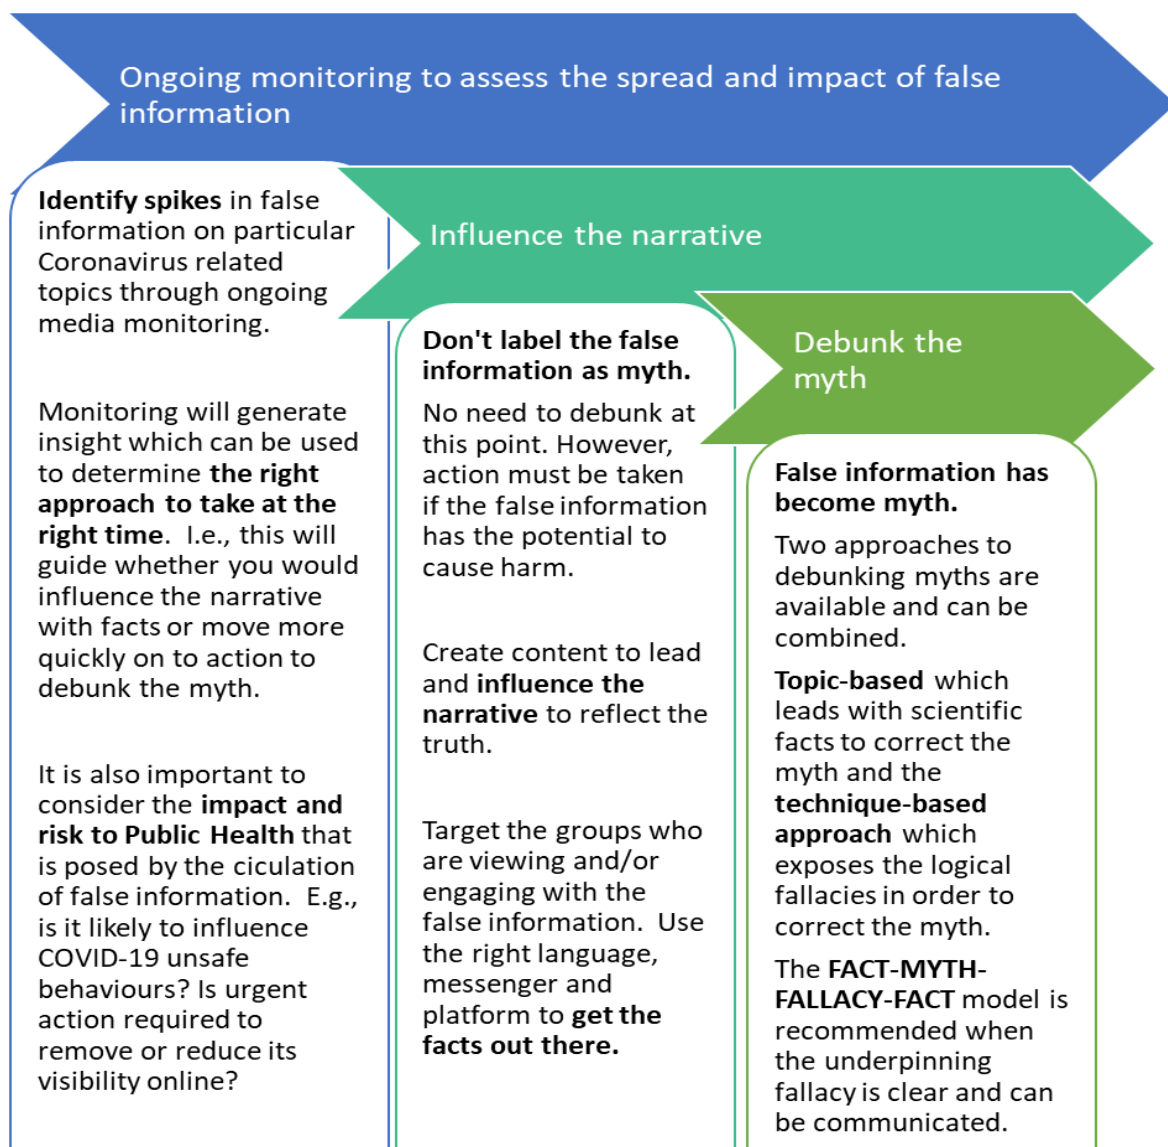 Ongoing monitoring to assess the spread and impact of false
information
Identify spikes in false
information on particular
Coronavirus related
topics through ongoing
media monitoring.
Monitoring will generate
insight which can be used
to determine the right
approach to take at the
right time.  I.e., this will
guide whether you would
influence the narrative
with facts or move more
quickly on to action to
debunk the myth.
It is also important to
consider the impact and
risk to Public Health that
is posed by the ciculation
of false information.  E.g.,
is it likely to influence
COVID-19 unsafe
behaviours? Is urgent
action required to
remove or reduce its
visibility online?
Influence the narrative
Don't label the false
information as myth.
No need to debunk at
this point. However,
action must be taken
if the false information
has the potential to
cause harm.
Create content to lead
and influence the
narrative to reflect the
truth.
Target the groups who
are viewing and/or
engaging with the
false information.  Use
the right language,
messenger and
platform to get the
facts out there.
Debunk the
myth
False information has
become myth.
Two approaches to
debunking myths are
available and can be
combined.
Topic-based which
leads with scientific
facts to correct the
myth and the
technique-based
approach which
exposes the logical
fallacies in order to
correct the myth.
The FACT-MYTH-
FALLACY-FACT model is
recommended when
the underpinning
fallacy is clear and can
be communicated.